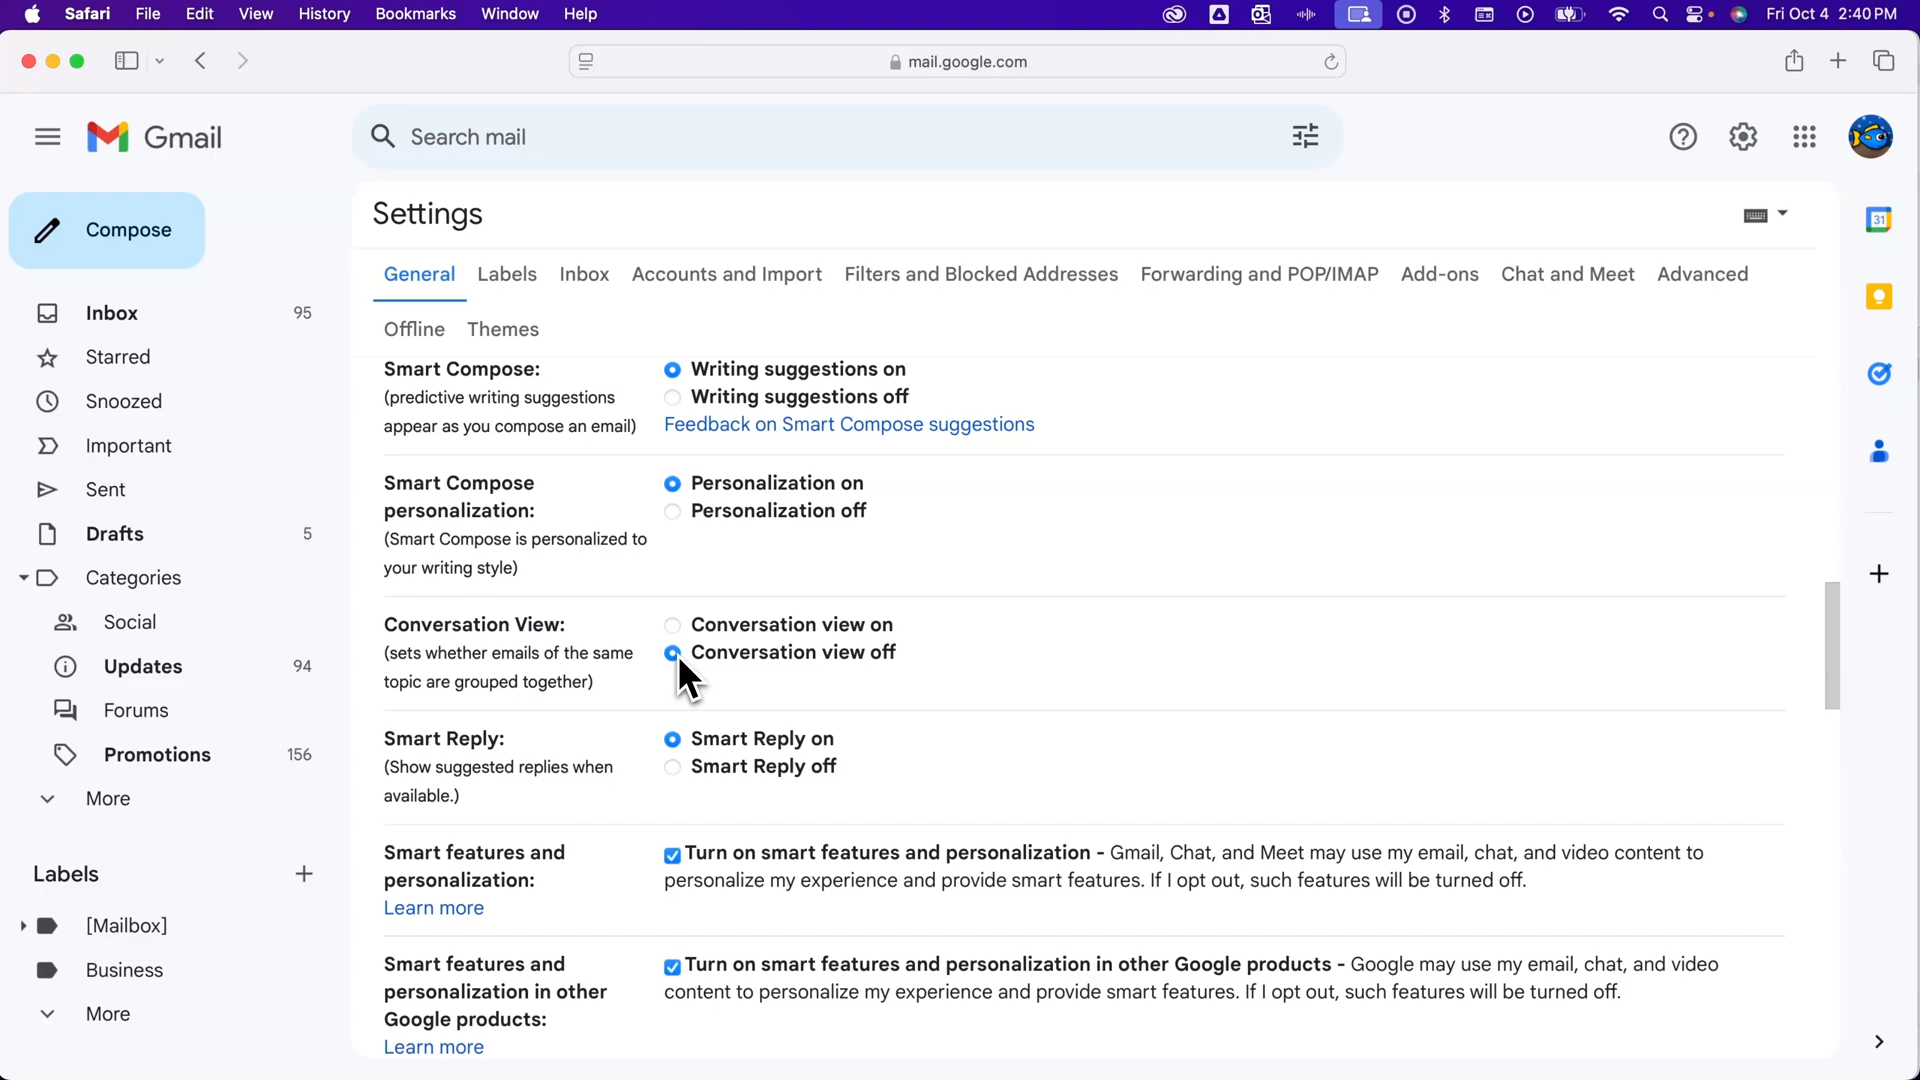 Safari File Edit View History Bookmarks Window Help Fri Oct 4 2:40 PM
mail.google.com
Gmail
Search mail
Compose
Inbox 95
Starred
Snoozed
Important
Sent
Drafts 5
Categories
Social
Updates 94
Forums
Promotions 156
More
Labels
[Mailbox]
Business
More
Settings
General Labels Inbox Accounts and Import Filters and Blocked Addresses Forwarding and POP/IMAP Add-ons Chat and Meet Advanced
Offline Themes
Smart Compose:
(predictive writing suggestions
appear as you compose an email)
Writing suggestions on
Writing suggestions off
Feedback on Smart Compose suggestions
Smart Compose
personalization:
(Smart Compose is personalized to
your writing style)
Personalization on
Personalization off
Conversation View:
(sets whether emails of the same
topic are grouped together)
Conversation view on
Conversation view off
Smart Reply:
(Show suggested replies when
available.)
Smart Reply on
Smart Reply off
Smart features and
personalization:
Learn more
Turn on smart features and personalization - Gmail, Chat, and Meet may use my email, chat, and video content to
personalize my experience and provide smart features. If I opt out, such features will be turned off.
Smart features and
personalization in other
Google products:
Learn more
Turn on smart features and personalization in other Google products - Google may use my email, chat, and video
content to personalize my experience and provide smart features. If I opt out, such features will be turned off.
31